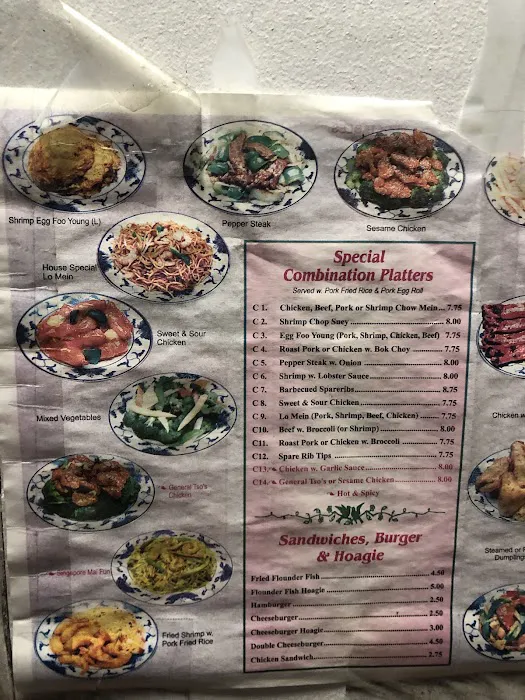 Shrimp Egg Foo Young (L)
Pepper Steak
Sesame Chicken
House Special
Lo Mein
Sweet & Sour
Chicken
Mixed Vegetables
General Tso's
Chicken
Singapore Mai Fun
Fried Shrimp w.
Pork Fried Rice
Special
Combination Platters
Served w. Pork Fried Rice & Pork Egg Roll
C 1. Chicken, Beef, Pork or Shrimp Chow Mein... 7.75
C 2. Shrimp Chop Suey 8.00
C 3. Egg Foo Young (Pork, Shrimp, Chicken, Beef) 7.75
C 4. Roast Pork or Chicken w. Bok Choy 7.75
C 5. Pepper Steak w. Onion 8.00
C 6. Shrimp w. Lobster Sauce 8.00
C 7. Barbecued Spareribs 8.75
C 8. Sweet & Sour Chicken 7.75
C 9. Lo Mein (Pork, Shrimp, Beef, Chicken) 7.75
C10. Beef w. Broccoli (or Shrimp) 8.00
C11. Roast Pork or Chicken w. Broccoli 7.75
C12. Spare Rib Tips 7.75
C13. Chicken w. Garlic Sauce 8.00
C14. General Tso's or Sesame Chicken 8.00
Hot & Spicy
Sandwiches, Burger
& Hoagie
Fried Flounder Fish 4.50
Flounder Fish Hoagie 5.00
Hamburger 2.50
Cheeseburger 2.50
Cheeseburger Hoagie 3.00
Double Cheeseburger 4.50
Chicken Sandwich 2.75
Chicken w
Steamed or
Dumpling